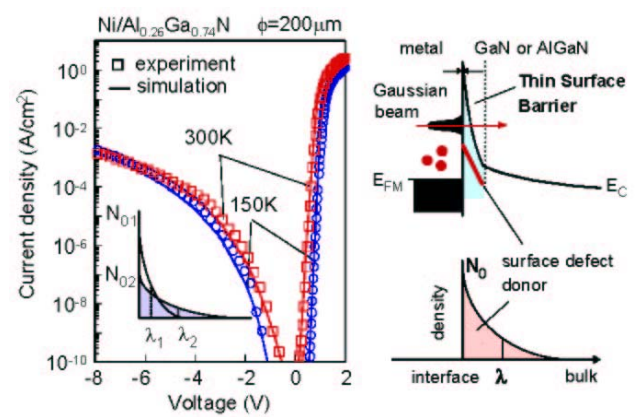 Ni/Al0.26Ga0.74N ϕ=200μm
experiment
simulation
300K
150K
N01
N02
λ1 λ2
Current density (A/cm²)
10⁰
10⁻²
10⁻⁴
10⁻⁶
10⁻⁸
10⁻¹⁰
-8 -6 -4 -2 0 2
Voltage (V)
metal GaN or AlGaN
Gaussian
beam
Thin Surface
Barrier
EFM
EC
surface defect
donor
N0
density
interface λ bulk